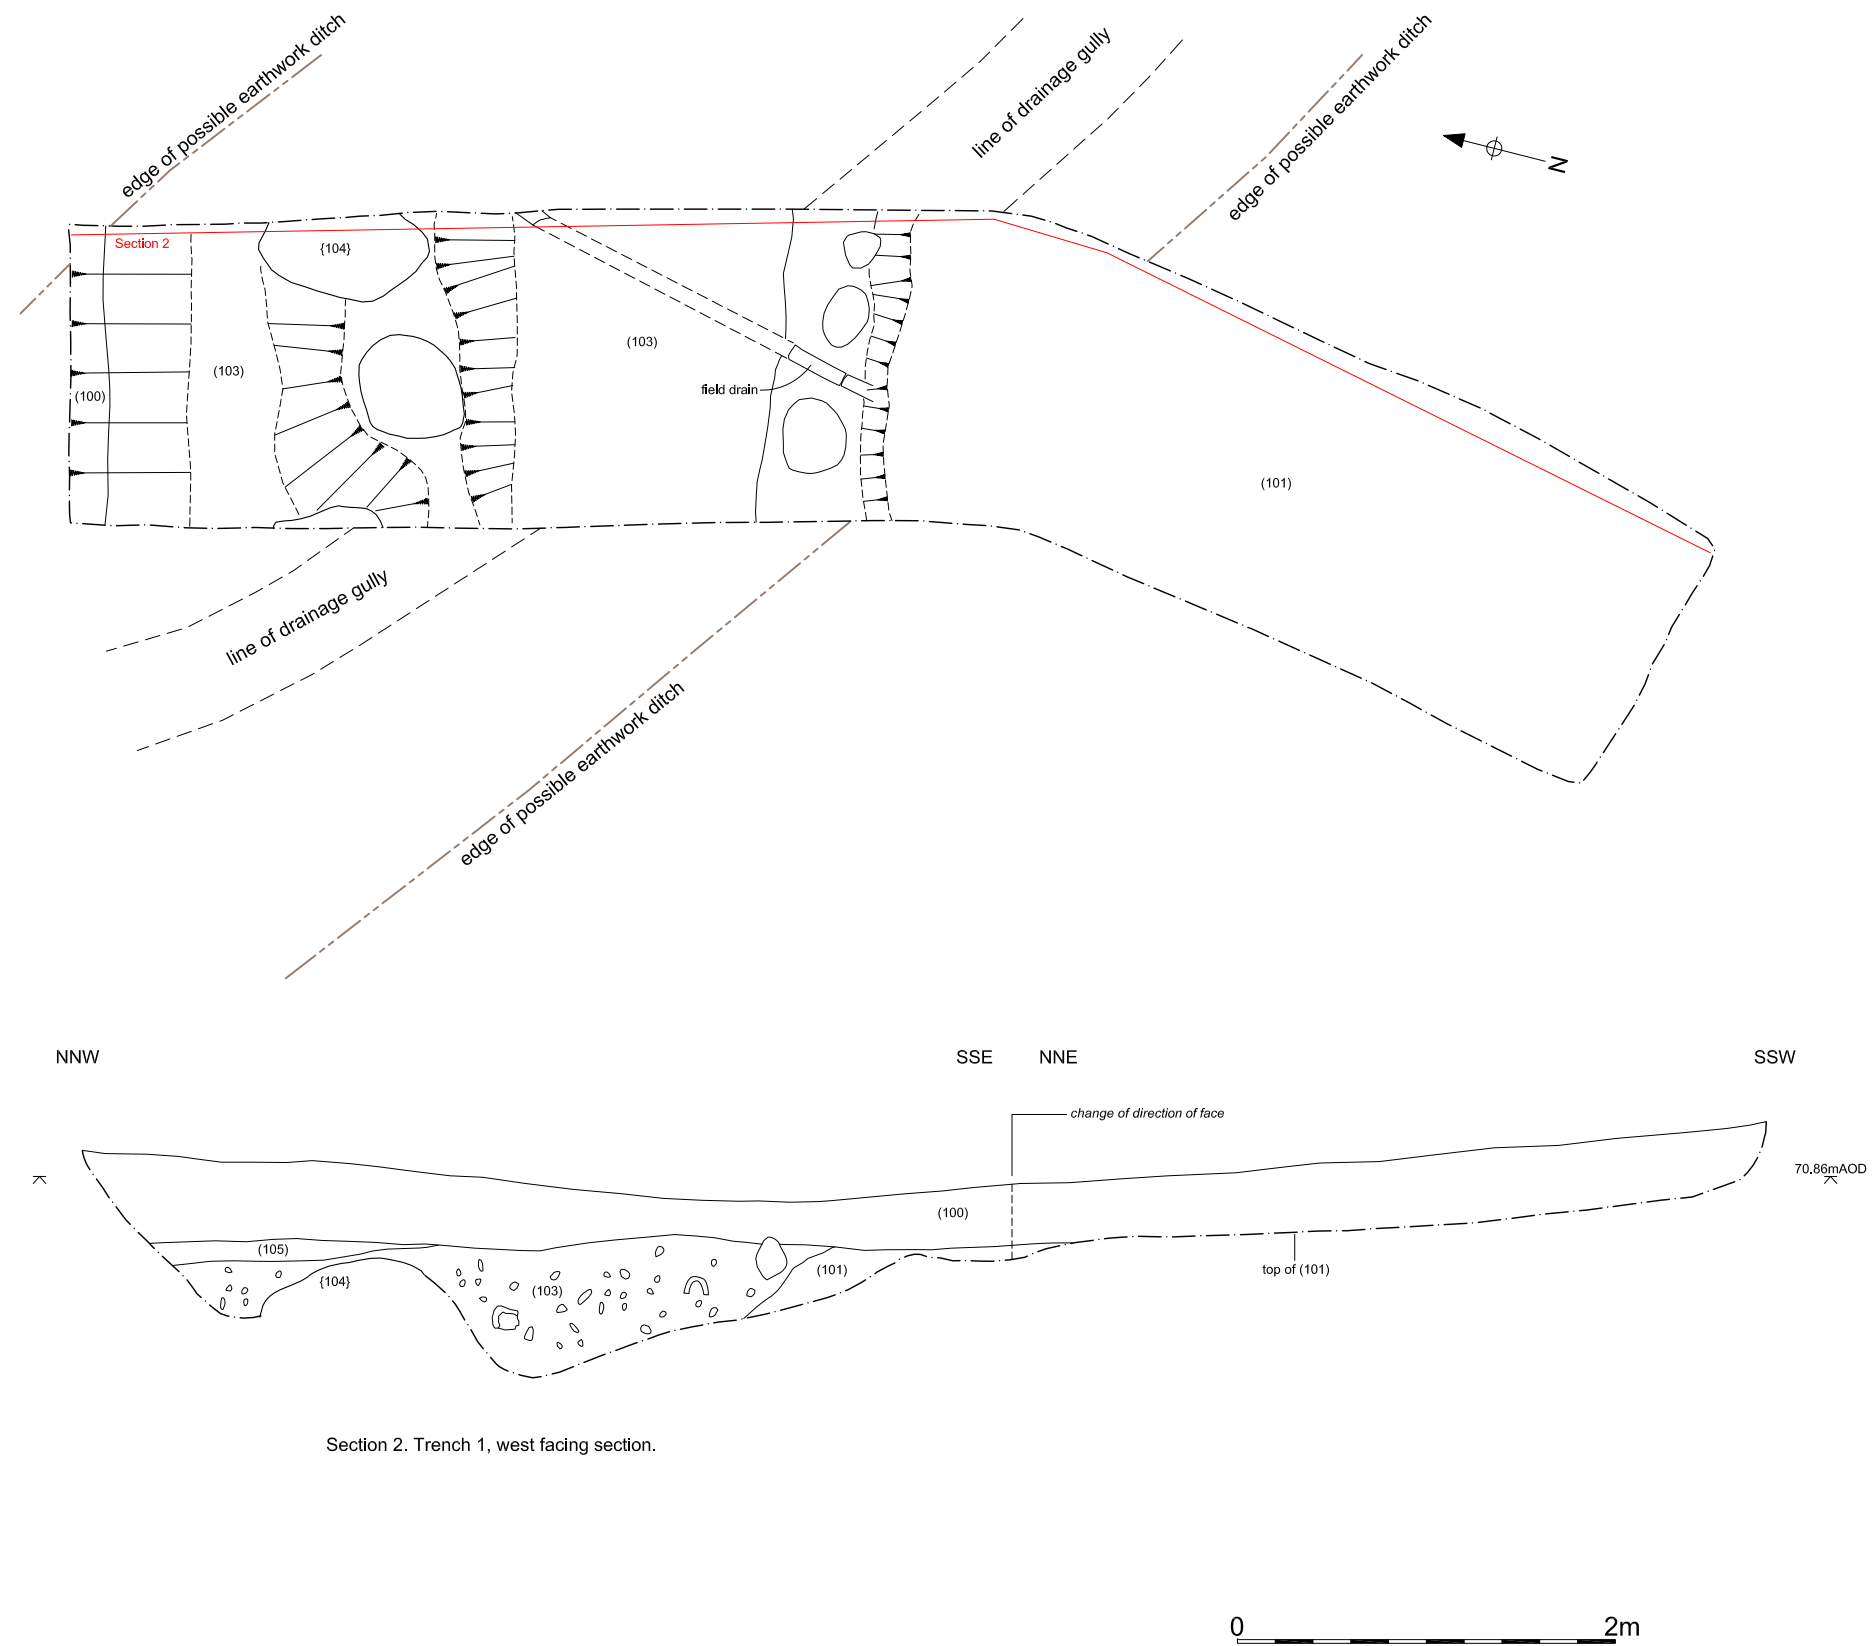 edge of possible earthwork ditch
line of drainage gully
edge of possible earthwork ditch
N
Section 2
{104}
(103)
(103)
(100)
field drain
(101)
line of drainage gully
edge of possible earthwork ditch
NNW
SSE
NNE
SSW
change of direction of face
70.86mAOD
(100)
(105)
{104}
(103)
(101)
top of (101)
Section 2. Trench 1, west facing section.
0
2m